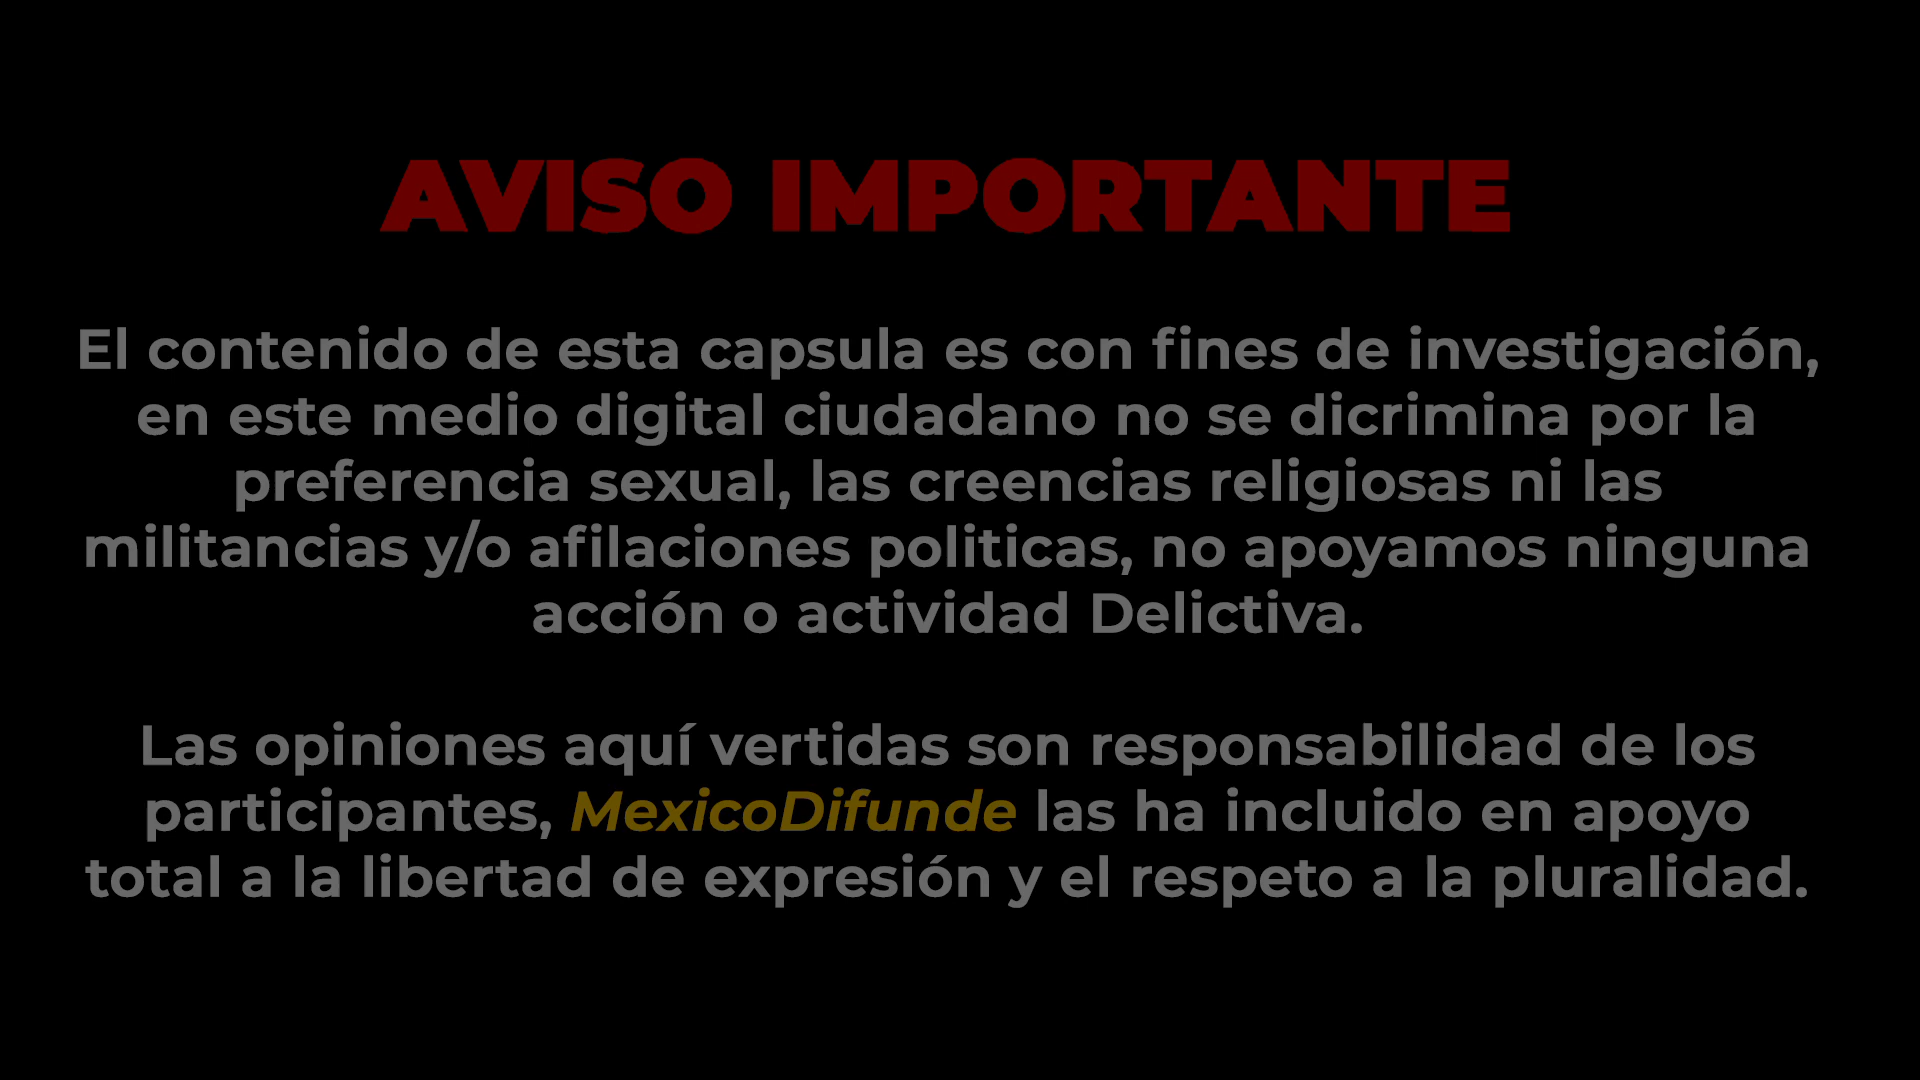 AVISO IMPORTANTE
El contenido de esta capsula es con fines de investigación,
en este medio digital ciudadano no se dicrimina por la
preferencia sexual, las creencias religiosas ni las
militancias y/o afilaciones politicas, no apoyamos ninguna
acción o actividad Delictiva.
Las opiniones aquí vertidas son responsabilidad de los
participantes, MexicoDifunde las ha incluido en apoyo
total a la libertad de expresión y el respeto a la pluralidad.